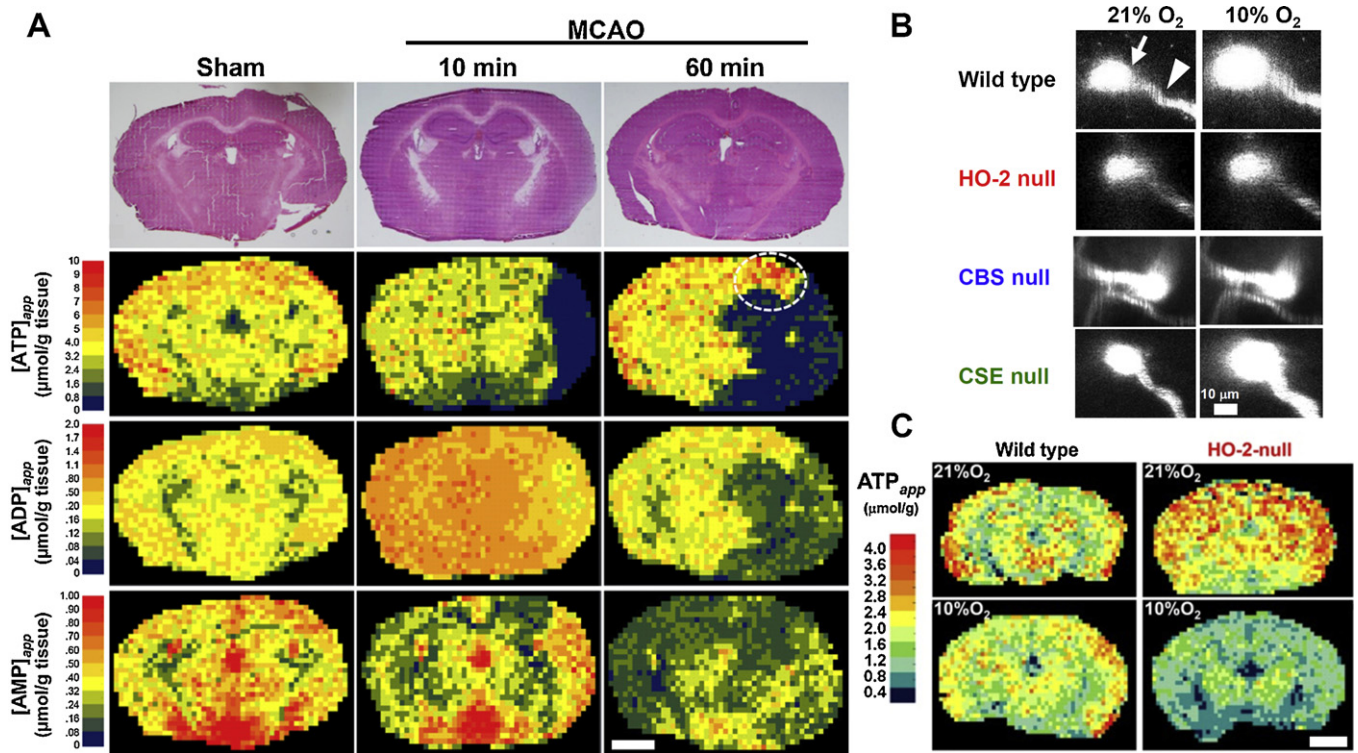 A
MCAO
Sham
10 min
60 min
[ATP]app
(μmol/g tissue)
10
9
8
7
6
5
4.0
3.2
2.4
1.6
0.8
0
[ADP]app
(μmol/g tissue)
2.0
1.7
1.4
1.1
.80
.50
.20
.16
.12
.08
.04
0
[AMP]app
(μmol/g tissue)
1.00
.90
.80
.70
.60
.50
.40
.32
.24
.16
.08
0
B
21% O2
10% O2
Wild type
HO-2 null
CBS null
CSE null
10 μm
C
Wild type
HO-2-null
ATPapp
(μmol/g)
4.0
3.6
3.2
2.8
2.4
2.0
1.6
1.2
0.8
0.4
21%O2
21%O2
10%O2
10%O2